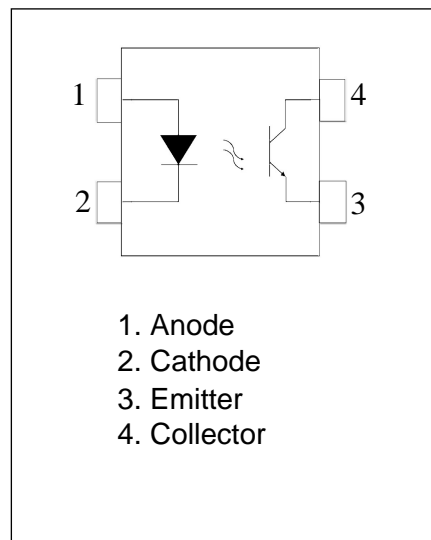 1 4
2 3
1. Anode
2. Cathode
3. Emitter
4. Collector